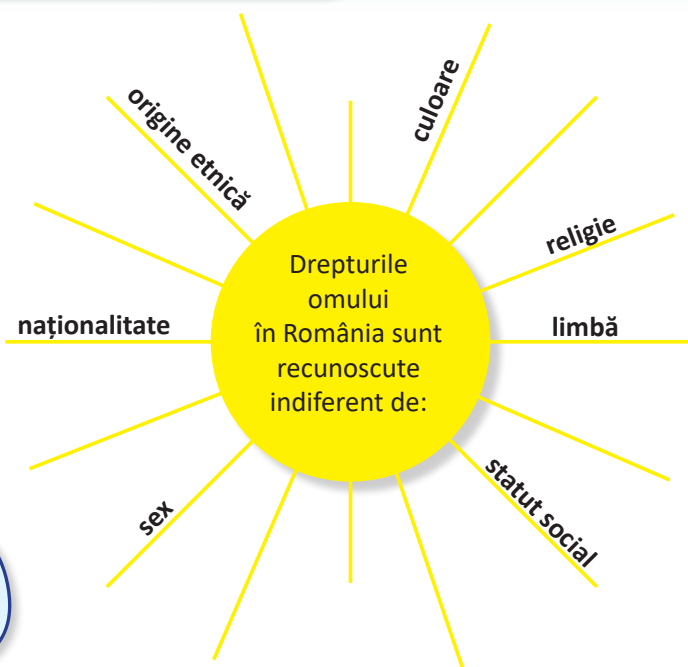 Drepturile
omului
în România sunt
recunoscute
indiferent de:
origine etnică
culoare
religie
naționalitate
limbă
sex
statut social